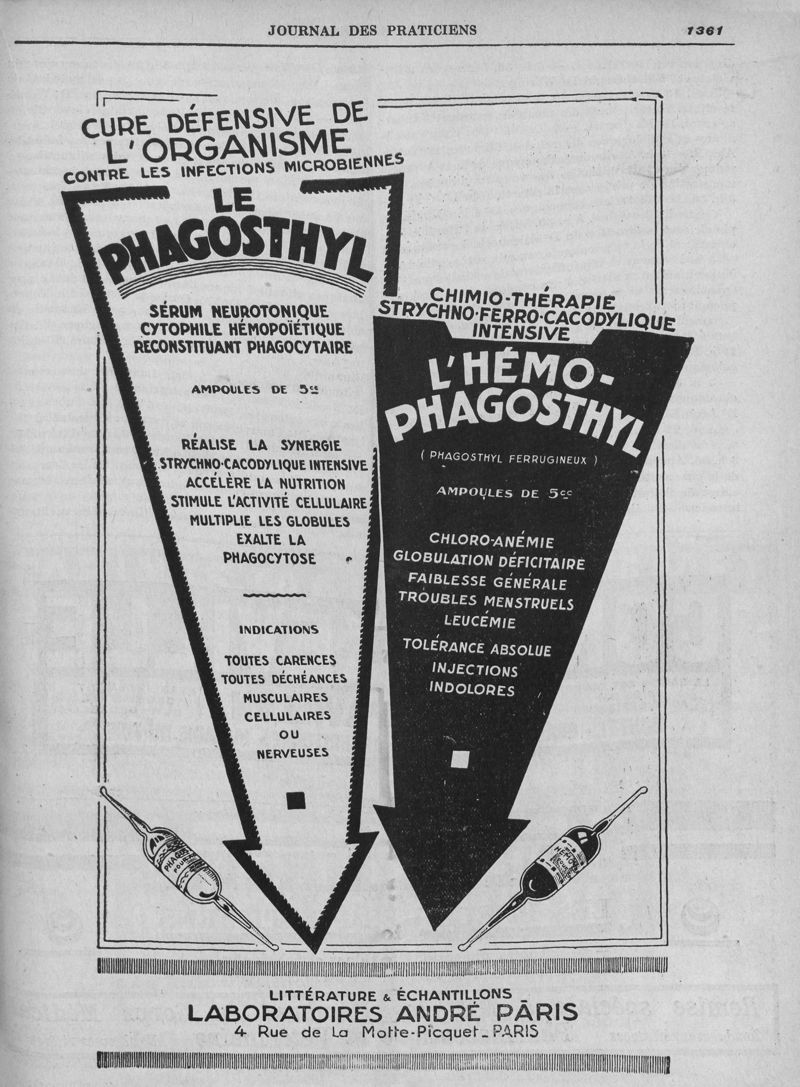 JOURNAL DES PRATICIENS
1361
CURE DÉFENSIVE DE
L'ORGANISME
CONTRE LES INFECTIONS MICROBIENNES
LE
PHAGOSTHYL
SÉRUM NEUROTONIQUE
CYTOPHILE HÉMOPOÏÉTIQUE
RECONSTITUANT PHAGOCYTAIRE
AMPOULES DE 5cc
RÉALISE LA SYNERGIE
STRYCHNO-CACODYLIQUE INTENSIVE
ACCÉLÈRE LA NUTRITION
STIMULE L'ACTIVITÉ CELLULAIRE
MULTIPLIE LES GLOBULES
EXALTE LA
PHAGOCYTOSE
INDICATIONS
TOUTES CARENCES
TOUTES DÉCHÉANCES
MUSCULAIRES
CELLULAIRES
OU
NERVEUSES
CHIMIO-THÉRAPIE
STRYCHNO-FERRO-CACODYLIQUE
INTENSIVE
L'HÉMO-
PHAGOSTHYL
(PHAGOSTHYL FERRUGINEUX)
AMPOULES DE 5cc
CHLORO-ANÉMIE
GLOBULATION DÉFICITAIRE
FAIBLESSE GÉNÉRALE
TROUBLES MENSTRUELS
LEUCÉMIE
TOLÉRANCE ABSOLUE
INJECTIONS
INDOLORES
LITTÉRATURE & ÉCHANTILLONS
LABORATOIRES ANDRÉ PÂRIS
4 Rue de La Motte-Picquet_PARIS